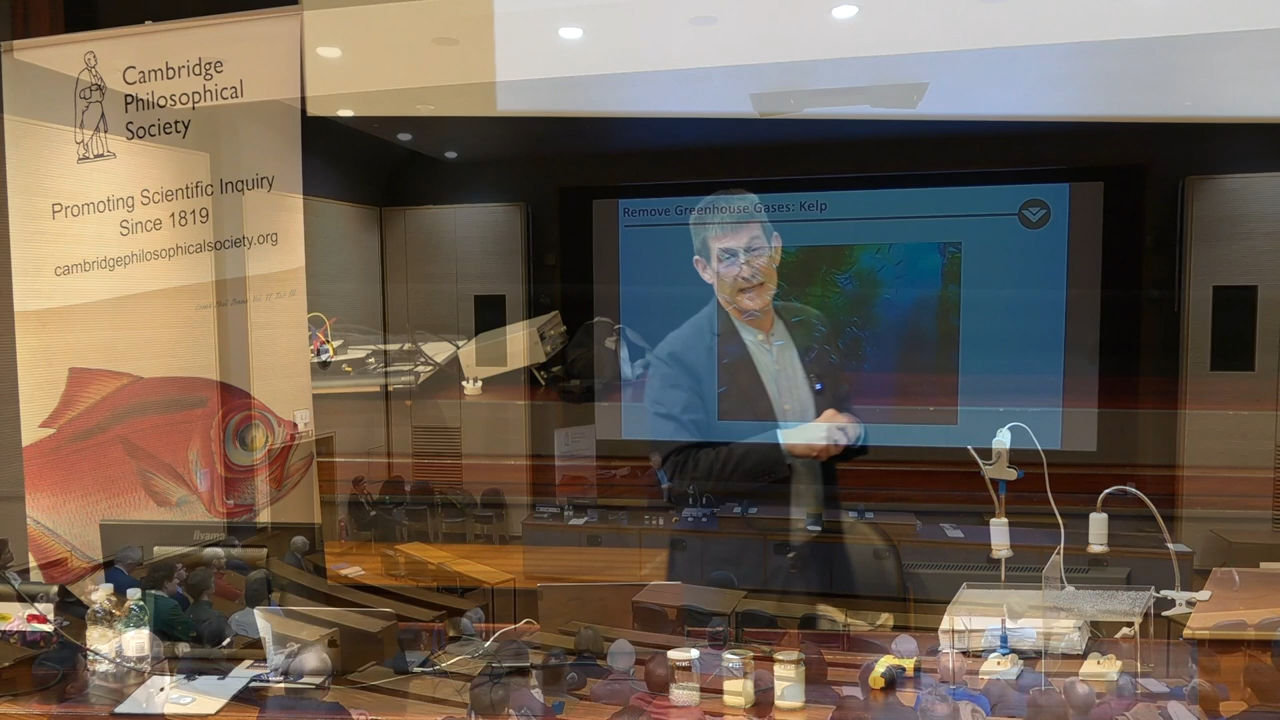 Cambridge
Philosophical
Society
Promoting Scientific Inquiry
Since 1819
cambridgephilosophicalsociety.org
Remove Greenhouse Gases: Kelp
iiyama